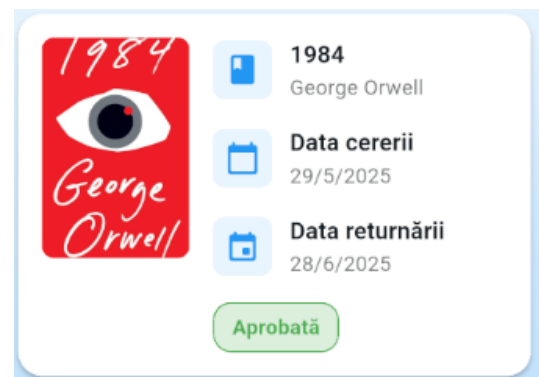 1984
George
Orwell
1984
George Orwell
Data cererii
29/5/2025
Data returnării
28/6/2025
Aprobată